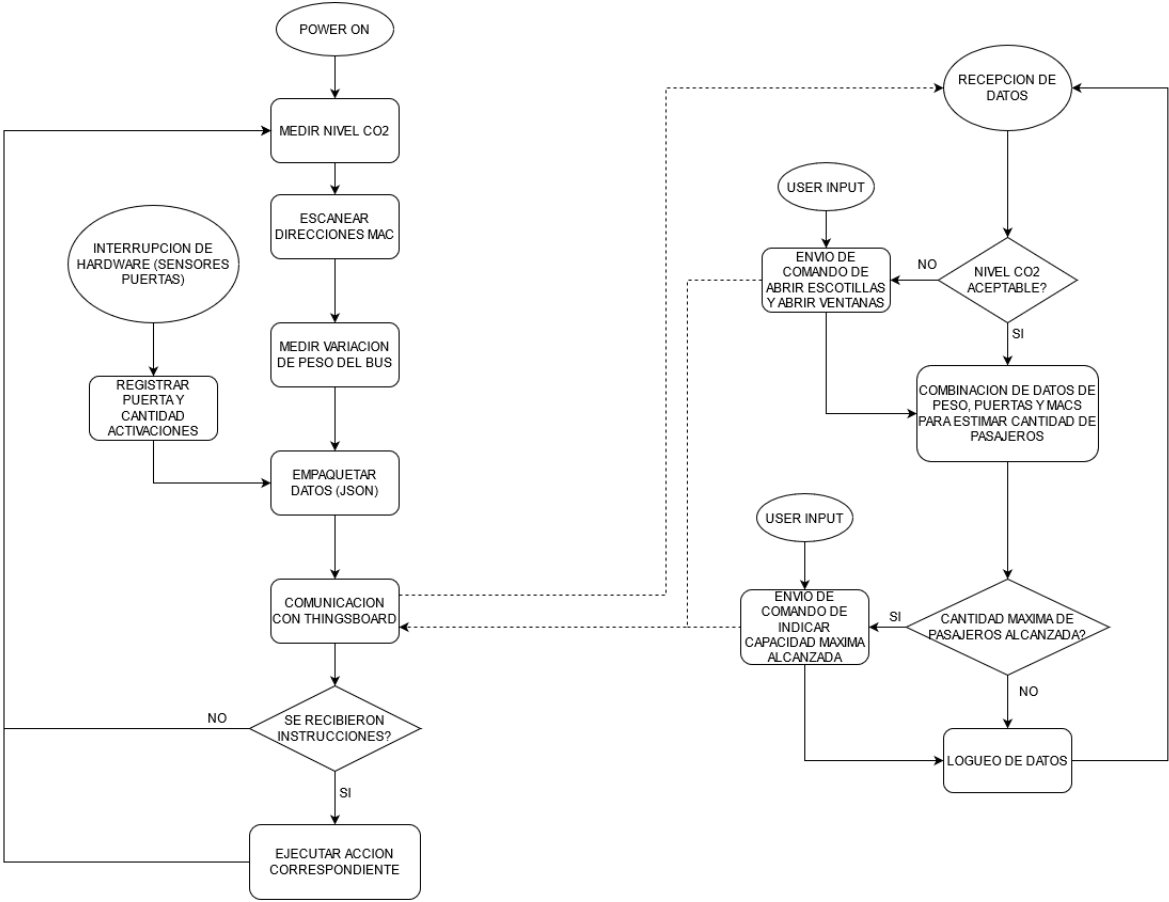 POWER ON
MEDIR NIVEL CO2
ESCANEAR
DIRECCIONES MAC
INTERRUPCION DE
HARDWARE (SENSORES
PUERTAS)
MEDIR VARIACION
DE PESO DEL BUS
REGISTRAR
PUERTA Y
CANTIDAD
ACTIVACIONES
EMPAQUETAR
DATOS (JSON)
COMUNICACION
CON THINGSBOARD
SE RECIBIERON
INSTRUCCIONES?
NO
SI
EJECUTAR ACCION
CORRESPONDIENTE
RECEPCION DE
DATOS
USER INPUT
ENVIO DE
COMANDO DE
ABRIR ESCOTILLAS
Y ABRIR VENTANAS
NO
NIVEL CO2
ACEPTABLE?
SI
COMBINACION DE DATOS DE
PESO, PUERTAS Y MACS
PARA ESTIMAR CANTIDAD DE
PASAJEROS
USER INPUT
ENVIO DE
COMANDO DE
INDICAR
CAPACIDAD MAXIMA
ALCANZADA
SI
CANTIDAD MAXIMA DE
PASAJEROS ALCANZADA?
NO
LOGUEO DE DATOS